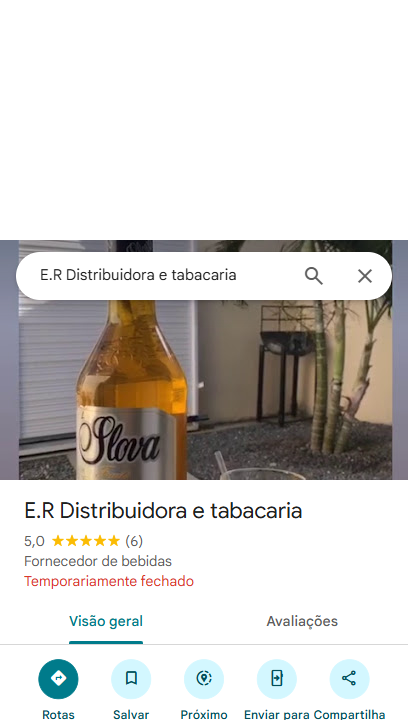 E.R Distribuidora e tabacaria
Slova
E.R Distribuidora e tabacaria
5,0 ★★★★★ (6)
Fornecedor de bebidas
Temporariamente fechado
Visão geral
Avaliações
Rotas
Salvar
Próximo
Enviar para
Compartilha